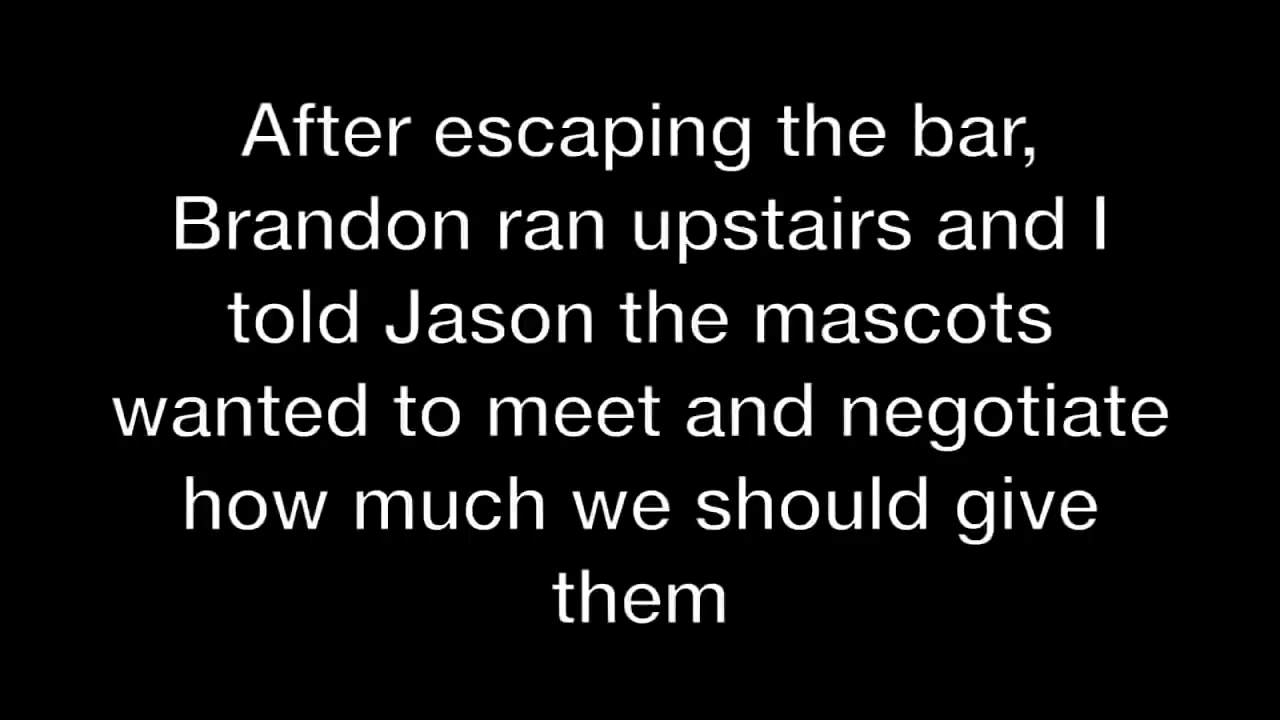 After escaping the bar,
Brandon ran upstairs and I
told Jason the mascots
wanted to meet and negotiate
how much we should give
them